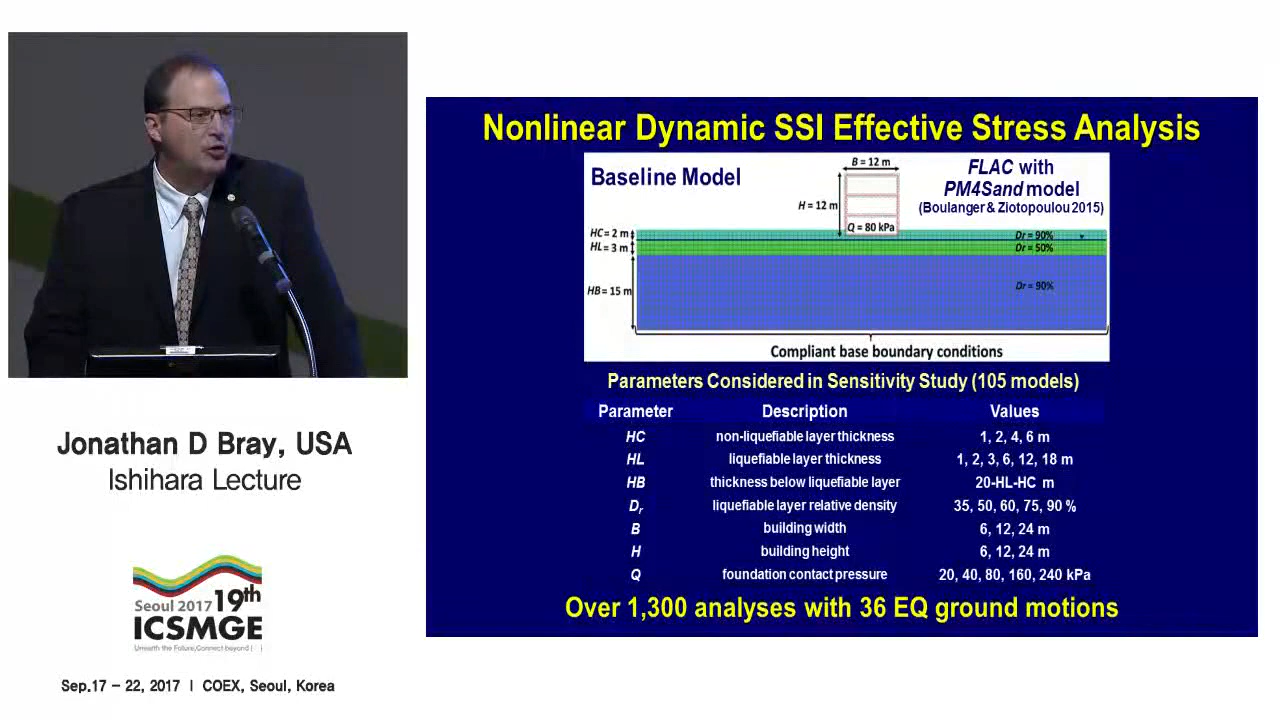 Nonlinear Dynamic SSI Effective Stress Analysis
Baseline Model
B = 12 m
FLAC with
PM4Sand model
(Boulanger & Ziotopoulou 2015)
H = 12 m
Q = 80 kPa
HC = 2 m
HL = 3 m
HB = 15 m
Dr = 90%
Dr = 50%
Dr = 90%
Compliant base boundary conditions
Parameters Considered in Sensitivity Study (105 models)
Parameter Description Values
HC non-liquefiable layer thickness 1, 2, 4, 6 m
HL liquefiable layer thickness 1, 2, 3, 6, 12, 18 m
HB thickness below liquefiable layer 20-HL-HC m
Dr liquefiable layer relative density 35, 50, 60, 75, 90 %
B building width 6, 12, 24 m
H building height 6, 12, 24 m
Q foundation contact pressure 20, 40, 80, 160, 240 kPa
Over 1,300 analyses with 36 EQ ground motions
Jonathan D Bray, USA
Ishihara Lecture
Seoul 2017 19th
ICSMGE
Unearth the Future, Connect beyond
Sep.17 - 22, 2017 | COEX, Seoul, Korea